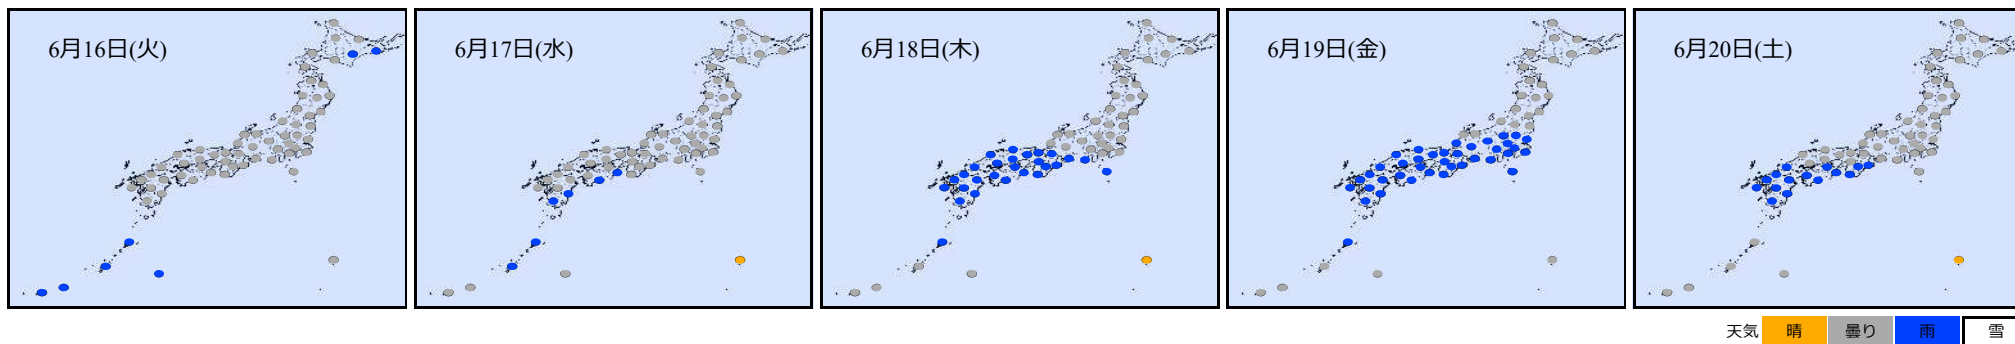 6月16日(火)
6月17日(水)
6月18日(木)
6月19日(金)
6月20日(土)
天気 晴 曇り 雨 雪